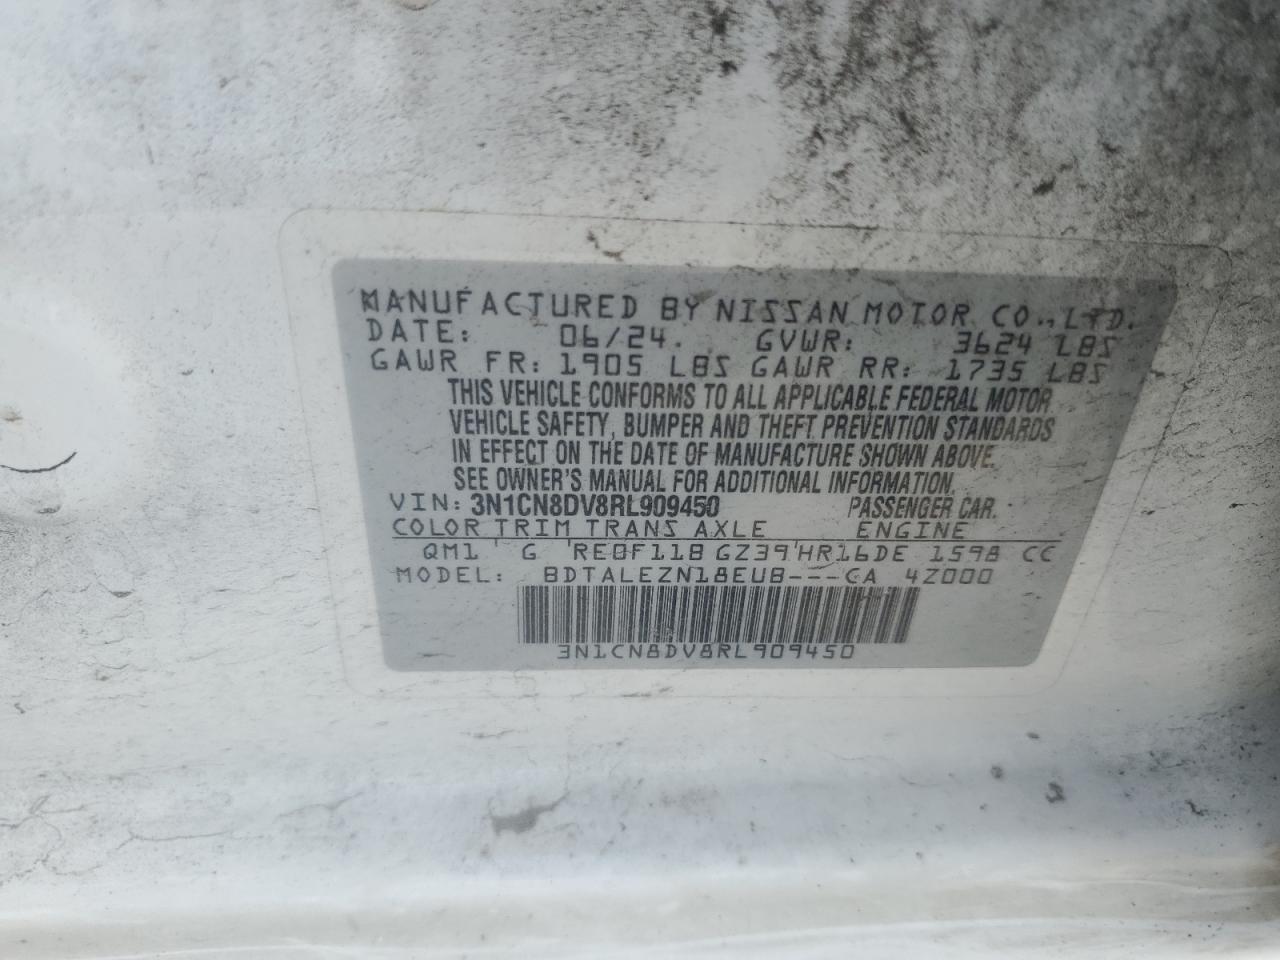 MANUFACTURED BY NISSAN MOTOR CO., LTD.
DATE: 06/24. GVWR: 3624 LBS
GAWR FR: 1905 LBS GAWR RR: 1735 LBS
THIS VEHICLE CONFORMS TO ALL APPLICABLE FEDERAL MOTOR
VEHICLE SAFETY, BUMPER AND THEFT PREVENTION STANDARDS
IN EFFECT ON THE DATE OF MANUFACTURE SHOWN ABOVE.
SEE OWNER'S MANUAL FOR ADDITIONAL INFORMATION.
VIN: 3N1CN8DV8RL909450 PASSENGER CAR.
COLOR TRIM TRANS AXLE ENGINE
QM1 G RE0F11B GZ39 HR16DE 1598 CC
MODEL: BDTALEZN18EUB---CA 4Z000
3N1CN8DV8RL909450